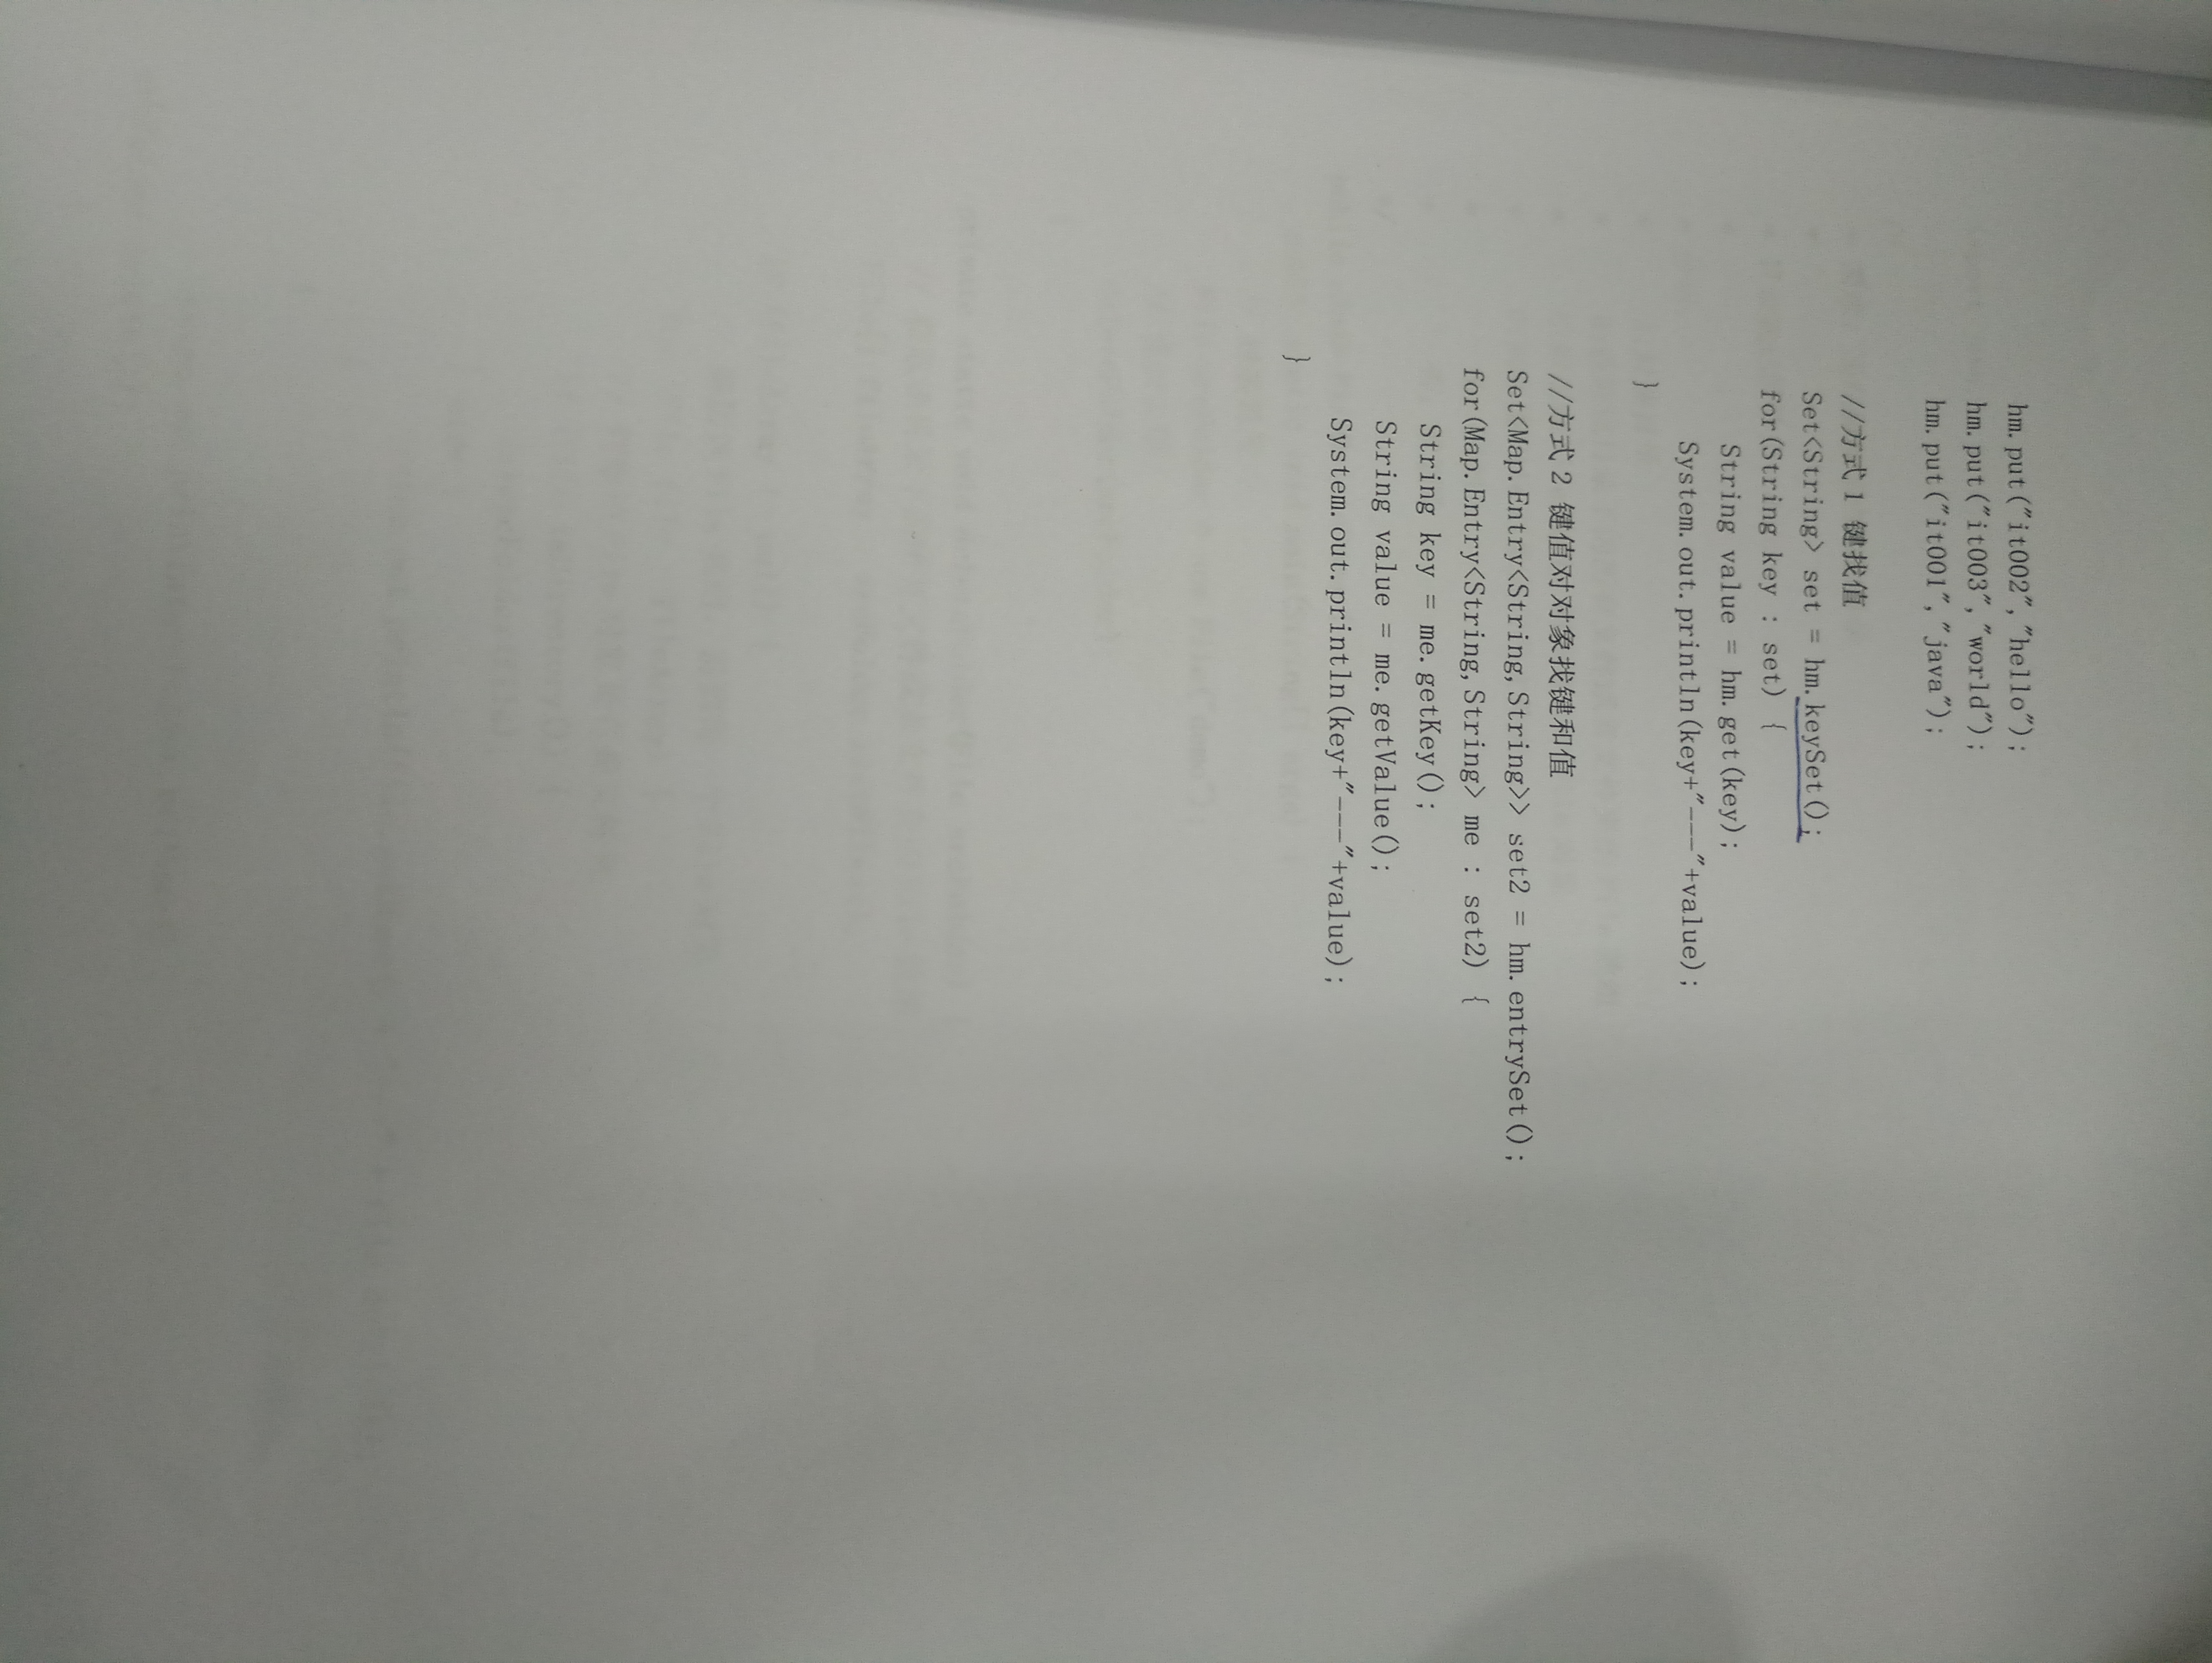 hm.put("it002","hello");
hm.put("it003","world");
hm.put("it001","java");
//方式1 键找值
Set<String> set = hm.keySet();
for(String key : set) {
String value = hm.get(key);
System.out.println(key+"---"+value);
}
//方式2 键值对对象找键和值
Set<Map.Entry<String,String>> set2 = hm.entrySet();
for(Map.Entry<String,String> me : set2) {
String key = me.getKey();
String value = me.getValue();
System.out.println(key+"---"+value);
}